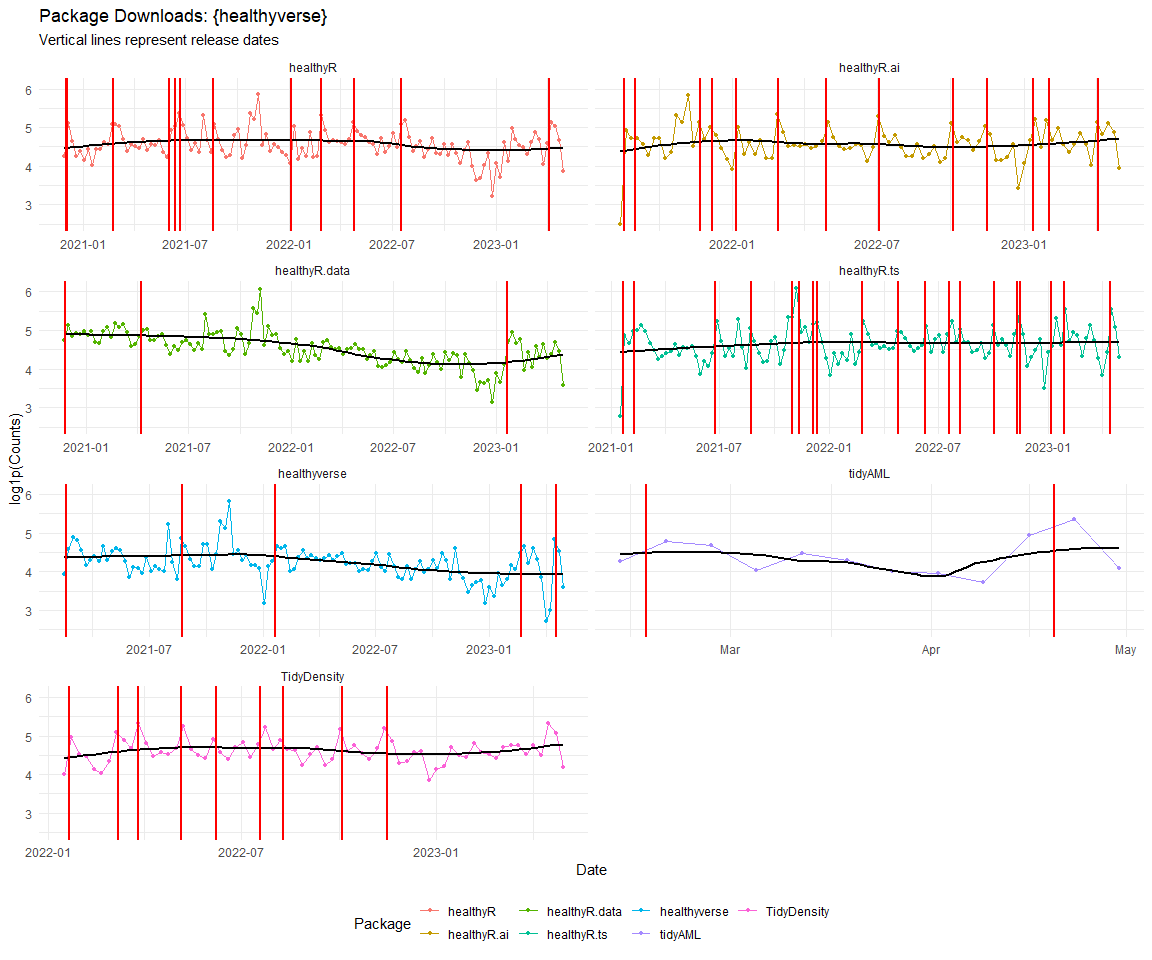 Package Downloads: {healthyverse}
Vertical lines represent release dates
healthyR
healthyR.ai
6
5
4
3
2021-01 2021-07 2022-01 2022-07 2023-01
2022-01 2022-07 2023-01
healthyR.data
healthyR.ts
6
5
4
3
2021-01 2021-07 2022-01 2022-07 2023-01
2021-01 2021-07 2022-01 2022-07 2023-01
log1p(Counts)
healthyverse
tidyAML
6
5
4
3
2021-07 2022-01 2022-07 2023-01
Mar Apr May
TidyDensity
6
5
4
3
2022-01 2022-07 2023-01
Date
Package
healthyR healthyR.data healthyverse TidyDensity
healthyR.ai healthyR.ts tidyAML